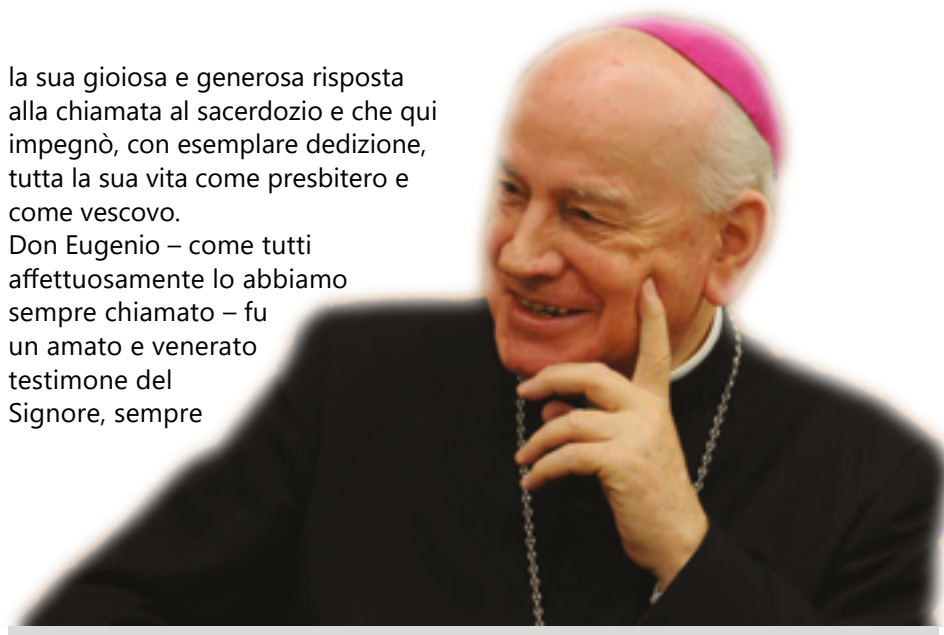 la sua gioiosa e generosa risposta
alla chiamata al sacerdozio e che qui
impegnò, con esemplare dedizione,
tutta la sua vita come presbitero e
come vescovo.
Don Eugenio – come tutti
affettuosamente lo abbiamo
sempre chiamato – fu
un amato e venerato
testimone del
Signore, sempre